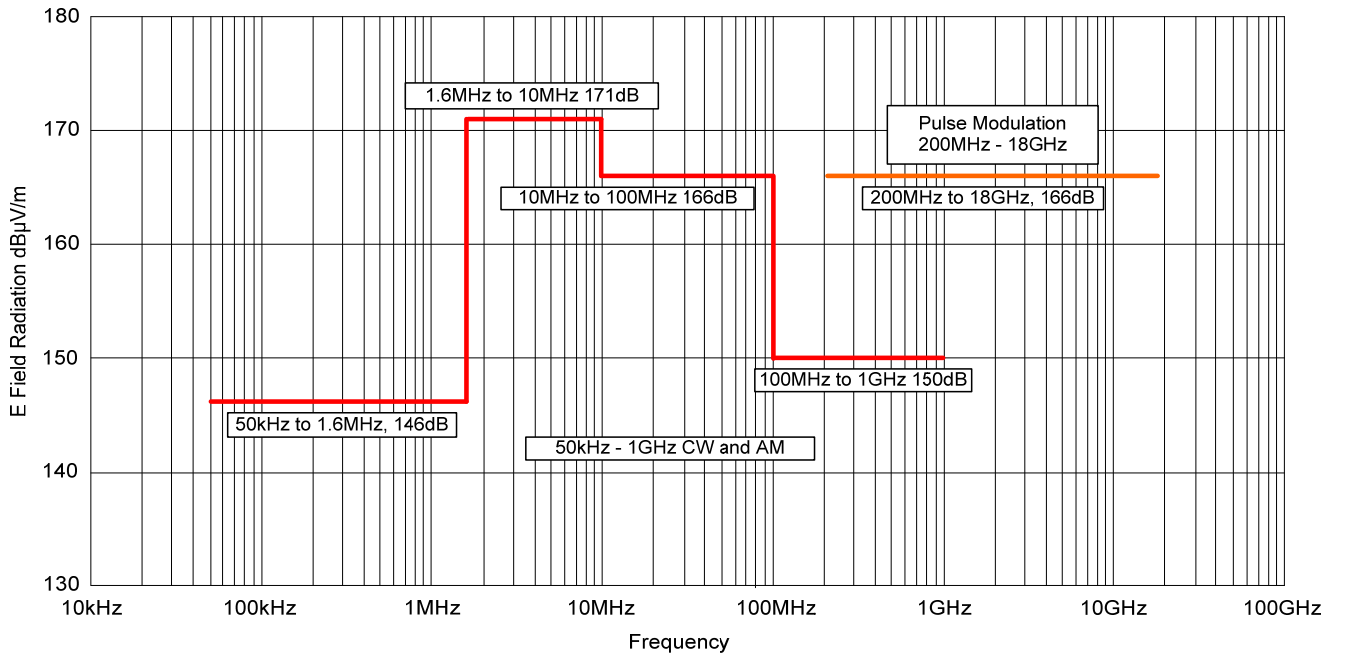 180
170
160
150
140
130
E Field Radiation dBµV/m
1.6MHz to 10MHz 171dB
Pulse Modulation
200MHz - 18GHz
10MHz to 100MHz 166dB
200MHz to 18GHz, 166dB
100MHz to 1GHz 150dB
50kHz to 1.6MHz, 146dB
50kHz - 1GHz CW and AM
10kHz 100kHz 1MHz 10MHz 100MHz 1GHz 10GHz 100GHz
Frequency